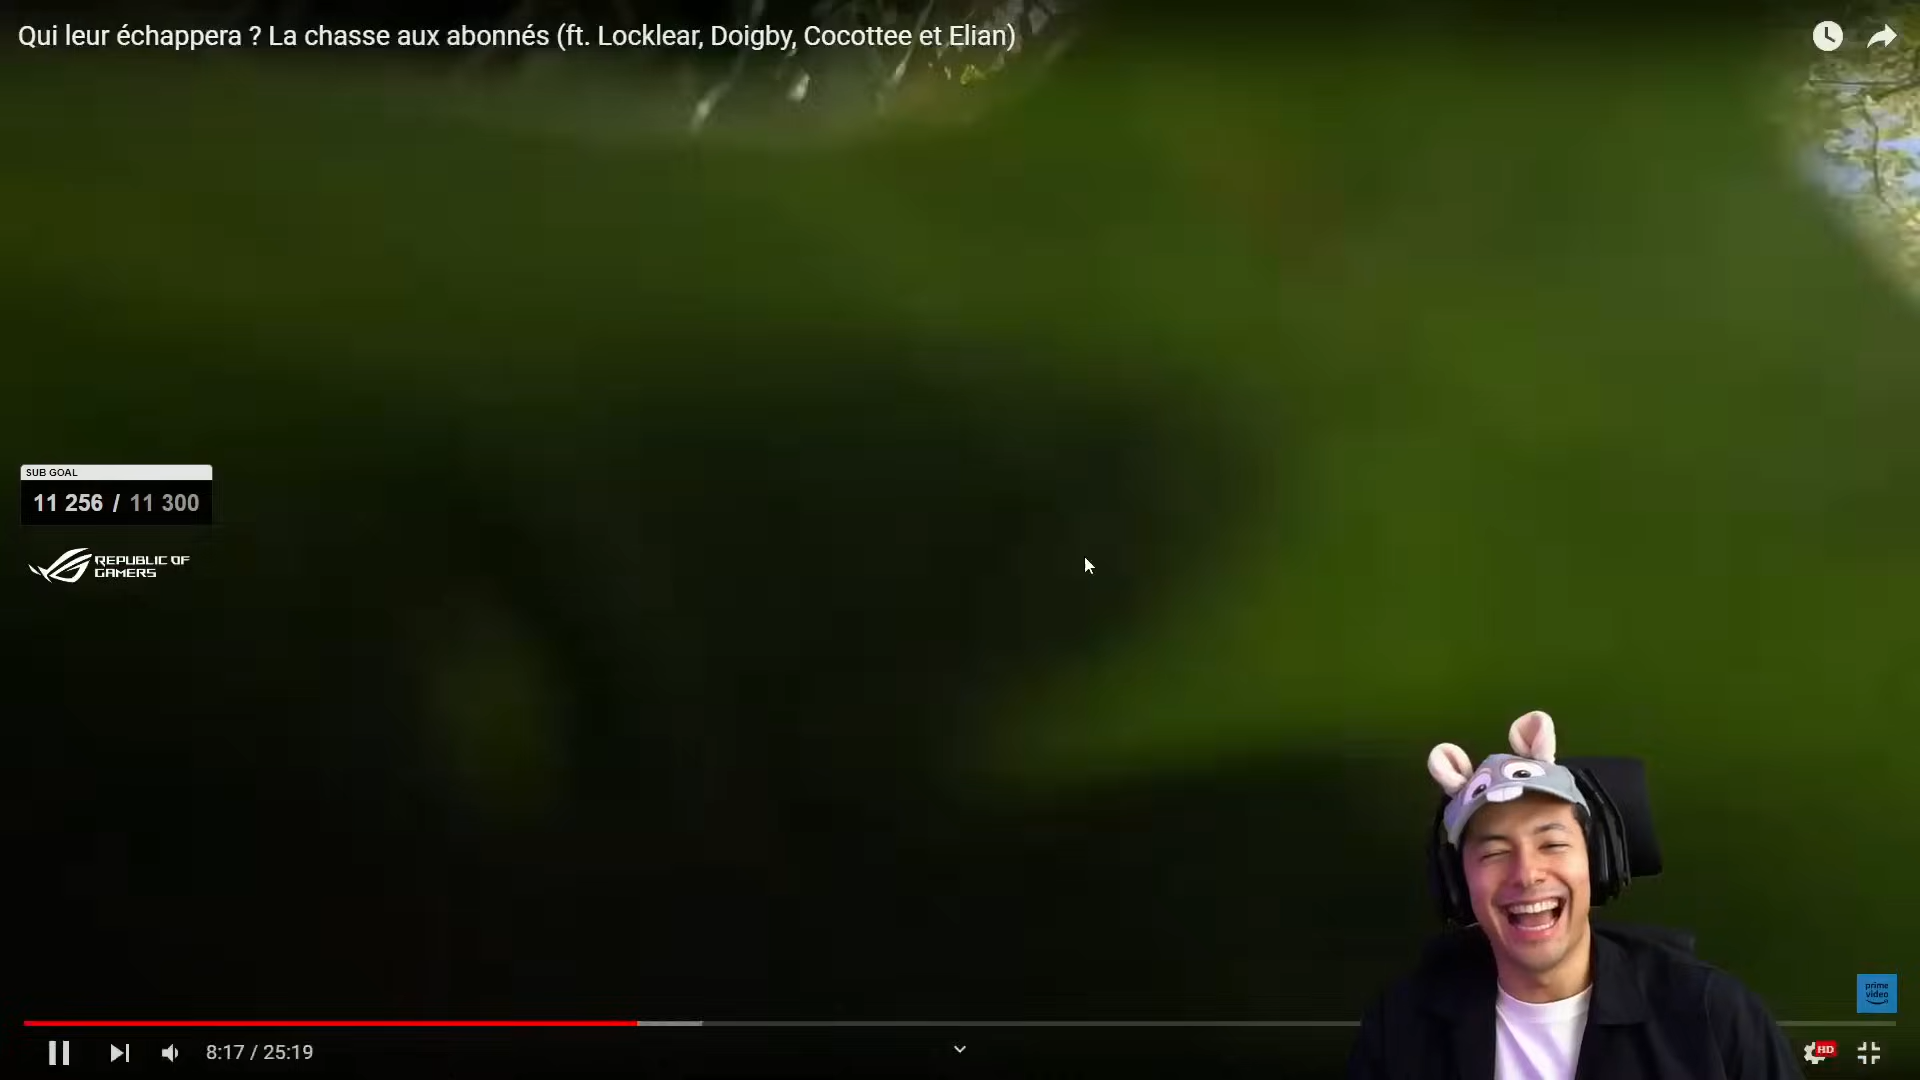 Qui leur échappera ? La chasse aux abonnés (ft. Locklear, Doigby, Cocottee et Elian)
SUB GOAL
11 256 / 11 300
REPUBLIC OF
GAMERS
prime
video
8:17 / 25:19
HD